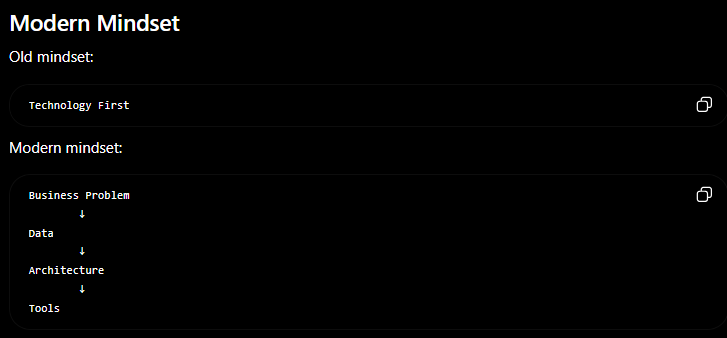 Modern Mindset
Old mindset:
Technology First
Modern mindset:
Business Problem
↓
Data
↓
Architecture
↓
Tools